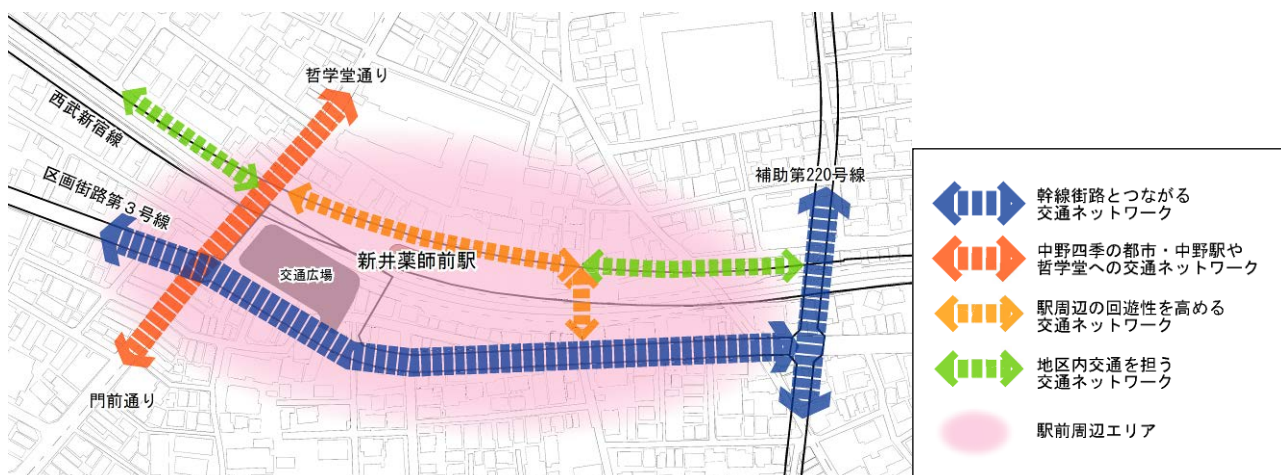 哲学堂通り
西武新宿線
区画街路第３号線
補助第220号線
新井薬師前駅
交通広場
門前通り
幹線街路とつながる
交通ネットワーク
中野四季の都市・中野駅や
哲学堂への交通ネットワーク
駅周辺の回遊性を高める
交通ネットワーク
地区内交通を担う
交通ネットワーク
駅前周辺エリア